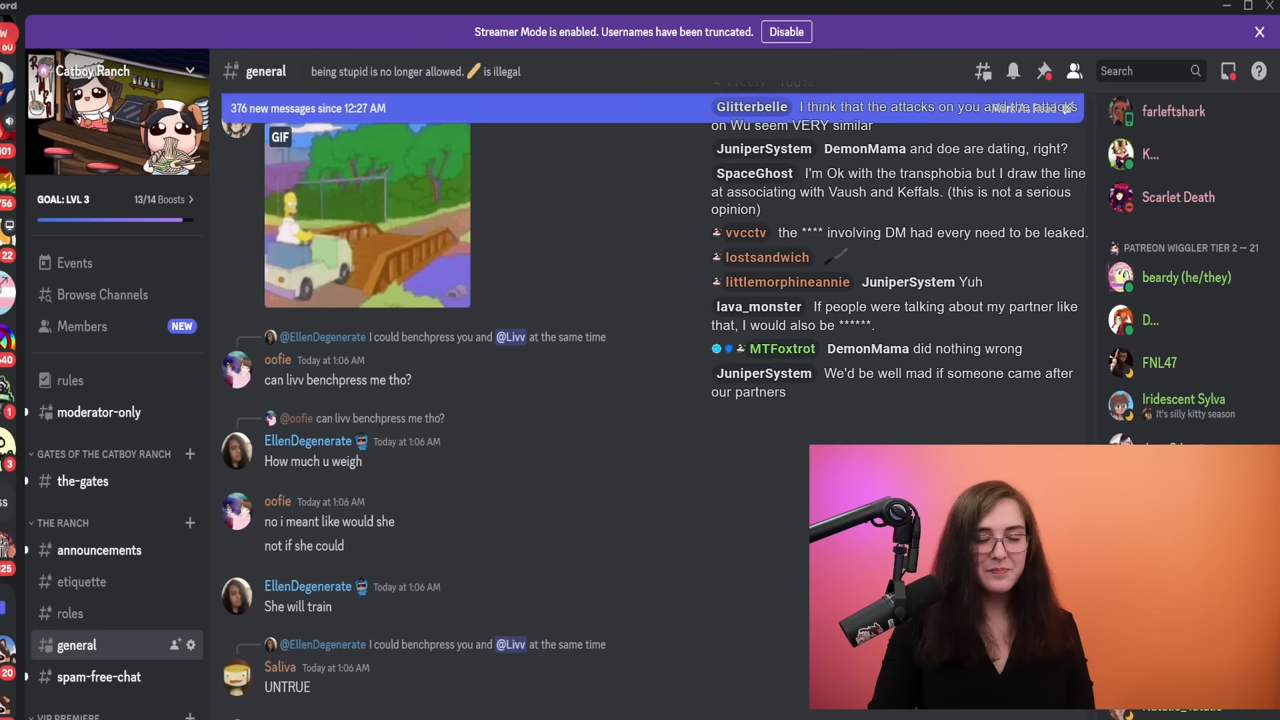 Streamer Mode is enabled. Usernames have been truncated.
Disable
Catboy Ranch
general
being stupid is no longer allowed. 🥖 is illegal
Search
376 new messages since 12:27 AM
GOAL: LVL 3
13/14 Boosts
Events
Browse Channels
Members
NEW
rules
moderator-only
GATES OF THE CATBOY RANCH
the-gates
THE RANCH
announcements
etiquette
roles
general
spam-free-chat
VIP PREMIERE
GIF
@EllenDegenerate I could benchpress you and @Livv at the same time
oofie Today at 1:06 AM
can livv benchpress me tho?
@oofie can livv benchpress me tho?
EllenDegenerate Today at 1:06 AM
How much u weigh
oofie Today at 1:06 AM
no i meant like would she
not if she could
EllenDegenerate Today at 1:06 AM
She will train
@EllenDegenerate I could benchpress you and @Livv at the same time
Saliva Today at 1:06 AM
UNTRUE
Glitterbelle I think that the attacks on you and the attacks
on Wu seem VERY similar
JuniperSystem DemonMama and doe are dating, right?
SpaceGhost I'm Ok with the transphobia but I draw the line
at associating with Vaush and Keffals. (this is not a serious
opinion)
vvcctv the **** involving DM had every need to be leaked.
lostsandwich
littlemorphineannie JuniperSystem Yuh
lava_monster If people were talking about my partner like
that, I would also be ******.
MTFoxtrot DemonMama did nothing wrong
JuniperSystem We'd be well mad if someone came after
our partners
farleftshark
K...
Scarlet Death
PATREON WIGGLER TIER 2 — 21
beardy (he/they)
D...
FNL47
Iridescent Sylva
It's silly kitty season